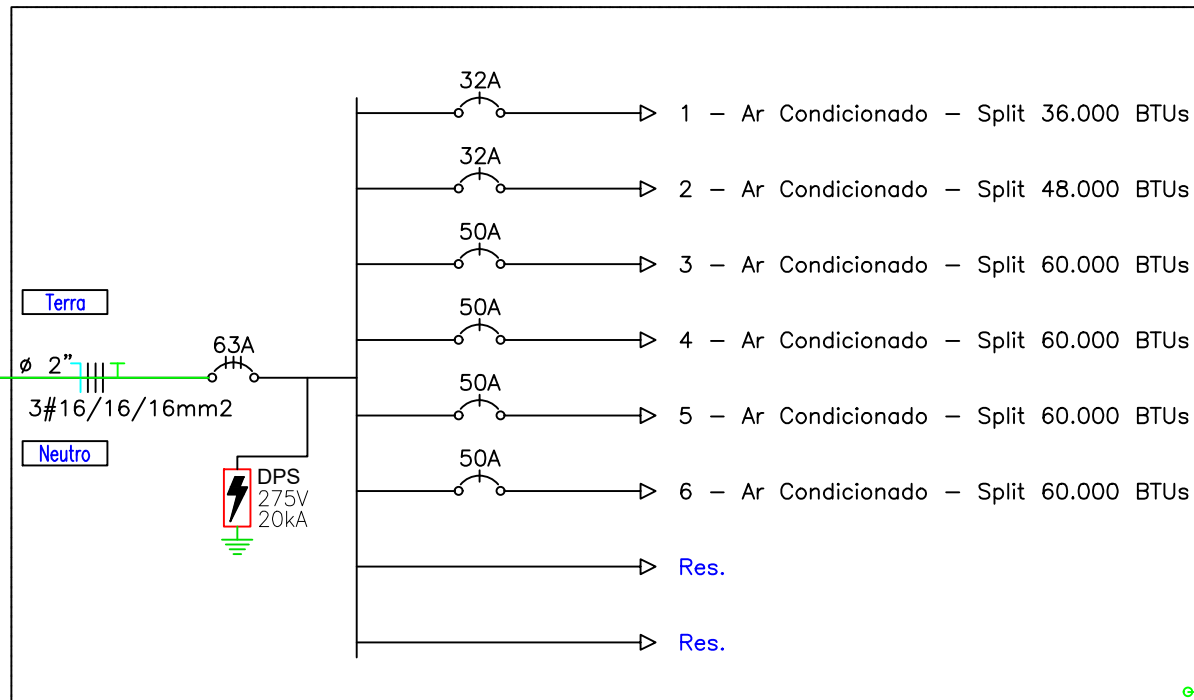 32A
1 – Ar Condicionado – Split 36.000 BTUs
32A
2 – Ar Condicionado – Split 48.000 BTUs
50A
3 – Ar Condicionado – Split 60.000 BTUs
Terra
50A
4 – Ar Condicionado – Split 60.000 BTUs
ø 2"
T
63A
3#16/16/16mm2
50A
5 – Ar Condicionado – Split 60.000 BTUs
Neutro
DPS
275V
20kA
50A
6 – Ar Condicionado – Split 60.000 BTUs
Res.
Res.